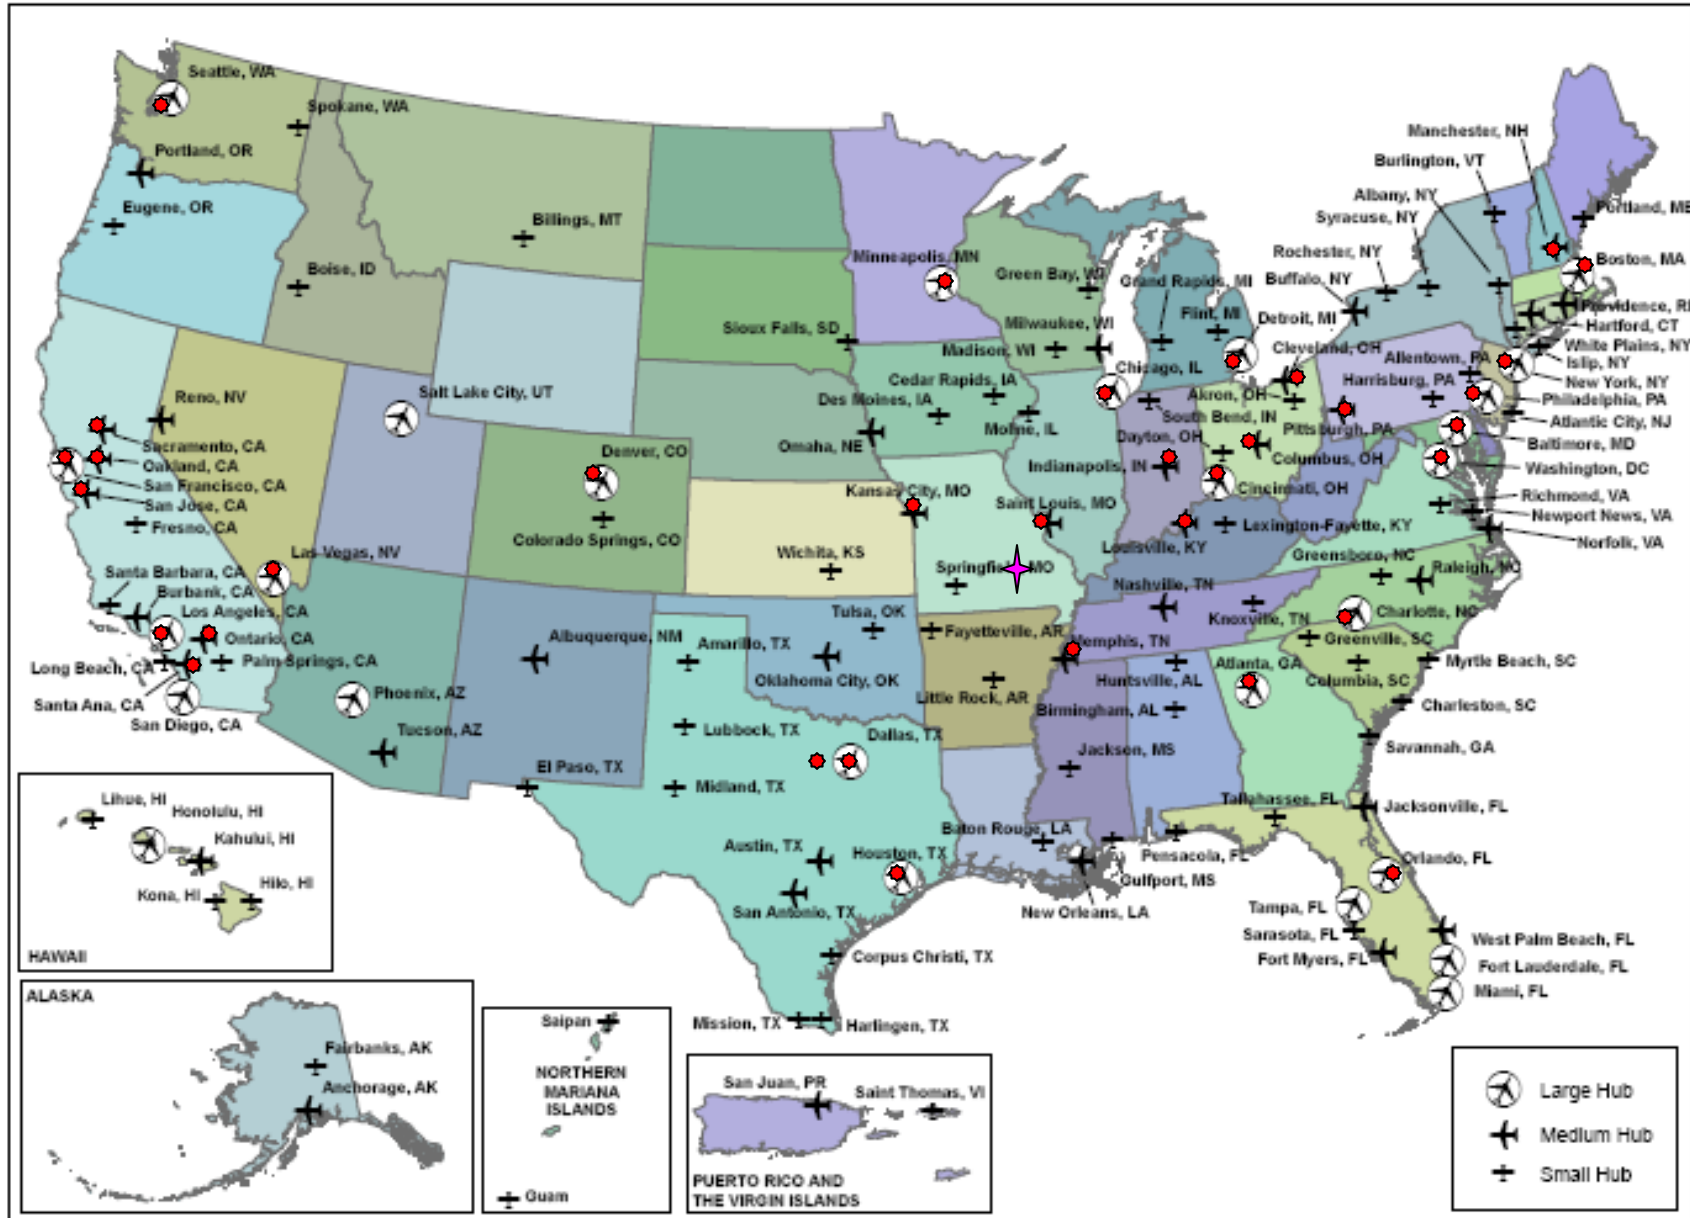 Seattle, WA
Spokane, WA
Portland, OR
Eugene, OR
Billings, MT
Boise, ID
Manchester, NH
Burlington, VT
Albany, NY
Syracuse, NY
Portland, ME
Rochester, NY
Buffalo, NY
Boston, MA
Minneapolis, MN
Green Bay, WI
Grand Rapids, MI
Flint, MI
Detroit, MI
Providence, RI
Sioux Falls, SD
Milwaukee, WI
Madison, WI
Cleveland, OH
Hartford, CT
White Plains, NY
Islip, NY
Allentown, PA
Chicago, IL
Cedar Rapids, IA
Harrisburg, PA
New York, NY
Salt Lake City, UT
Reno, NV
Des Moines, IA
Akron, OH
Philadelphia, PA
South Bend, IN
Moline, IL
Pittsburgh, PA
Atlantic City, NJ
Dayton, OH
Omaha, NE
Sacramento, CA
Denver, CO
Columbus, OH
Baltimore, MD
Oakland, CA
Indianapolis, IN
Washington, DC
San Francisco, CA
Kansas City, MO
Cincinnati, OH
San Jose, CA
Saint Louis, MO
Richmond, VA
Fresno, CA
Newport News, VA
Lexington-Fayette, KY
Colorado Springs, CO
Louisville, KY
Norfolk, VA
Las Vegas, NV
Wichita, KS
Greensboro, NC
Santa Barbara, CA
Springfield, MO
Raleigh, NC
Burbank, CA
Nashville, TN
Los Angeles, CA
Tulsa, OK
Knoxville, TN
Charlotte, NC
Ontario, CA
Albuquerque, NM
Amarillo, TX
Fayetteville, AR
Memphis, TN
Greenville, SC
Long Beach, CA
Palm Springs, CA
Atlanta, GA
Myrtle Beach, SC
Oklahoma City, OK
Huntsville, AL
Columbia, SC
Phoenix, AZ
Little Rock, AR
Santa Ana, CA
Birmingham, AL
Charleston, SC
San Diego, CA
Tucson, AZ
Lubbock, TX
Dallas, TX
Jackson, MS
Savannah, GA
El Paso, TX
Midland, TX
Tallahassee, FL
Jacksonville, FL
Lihue, HI
Honolulu, HI
Kahului, HI
Baton Rouge, LA
Austin, TX
Houston, TX
Pensacola, FL
Orlando, FL
Kona, HI
Hilo, HI
Gulfport, MS
San Antonio, TX
New Orleans, LA
Tampa, FL
Sarasota, FL
West Palm Beach, FL
HAWAII
Corpus Christi, TX
Fort Myers, FL
Fort Lauderdale, FL
Miami, FL
ALASKA
Saipan
Mission, TX
Harlingen, TX
Fairbanks, AK
Anchorage, AK
NORTHERN
MARIANA
ISLANDS
San Juan, PR
Saint Thomas, VI
Large Hub
Medium Hub
Small Hub
PUERTO RICO AND
THE VIRGIN ISLANDS
Guam